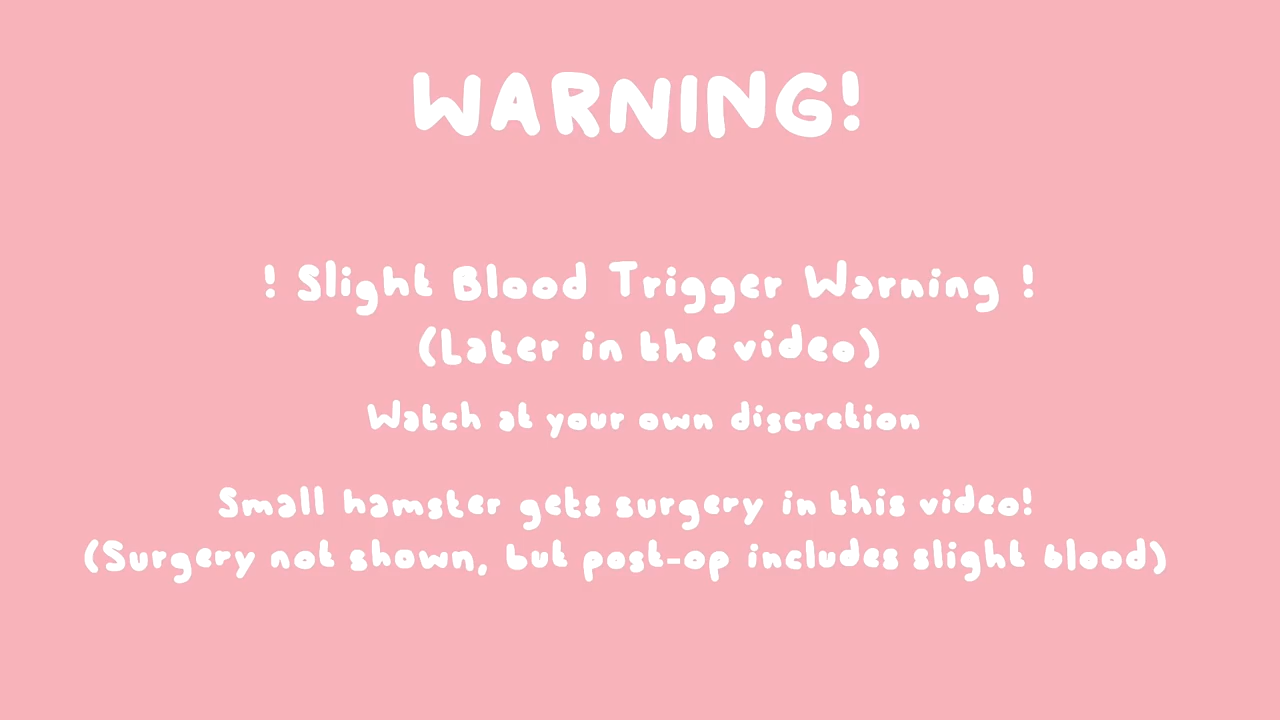 WARNING!
! Slight Blood Trigger Warning !
(Later in the video)
Watch at your own discretion
Small hamster gets surgery in this video!
(Surgery not shown, but post-op includes slight blood)